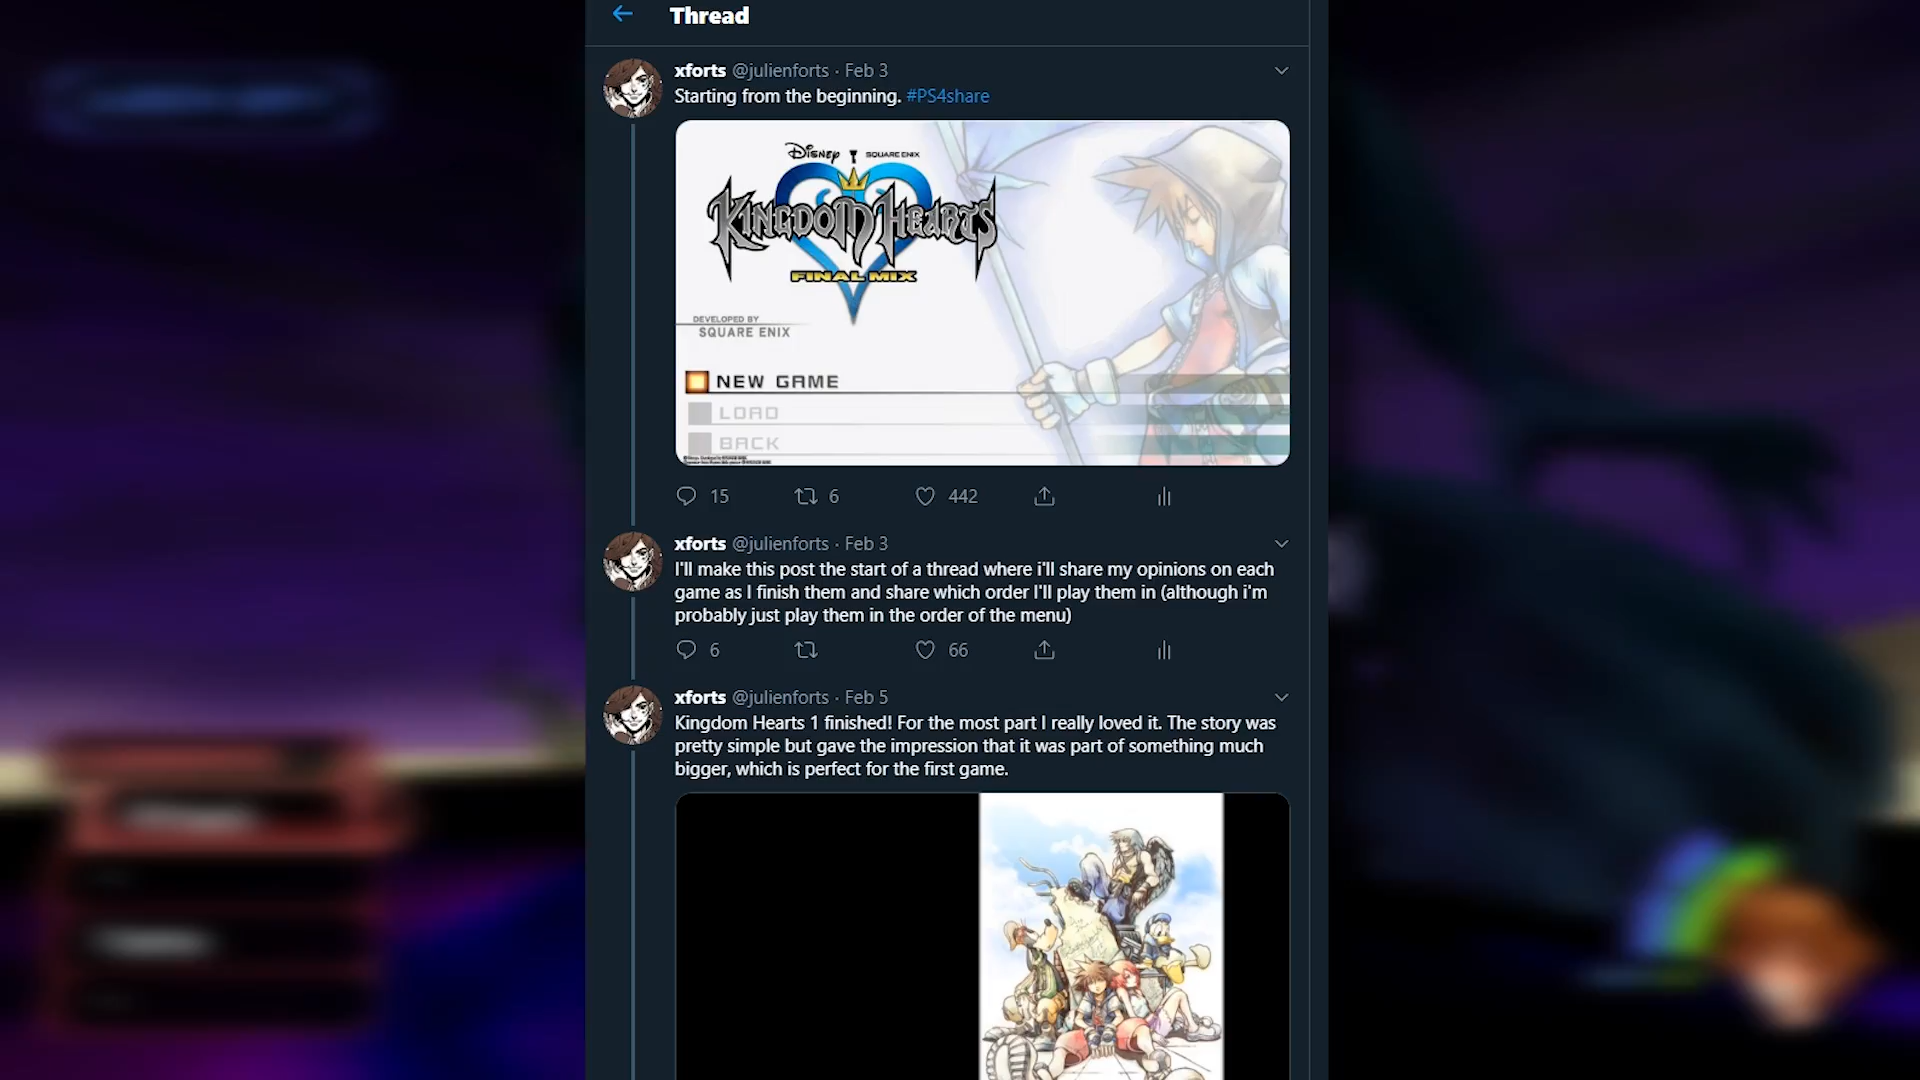 Thread
xforts @julienforts · Feb 3
Starting from the beginning. #PS4share
Disney SQUARE ENIX
KINGDOM HEARTS
FINAL MIX
DEVELOPED BY
SQUARE ENIX
NEW GAME
LOAD
BACK
15 6 442
xforts @julienforts · Feb 3
I'll make this post the start of a thread where i'll share my opinions on each
game as I finish them and share which order I'll play them in (although i'm
probably just play them in the order of the menu)
6 66
xforts @julienforts · Feb 5
Kingdom Hearts 1 finished! For the most part I really loved it. The story was
pretty simple but gave the impression that it was part of something much
bigger, which is perfect for the first game.